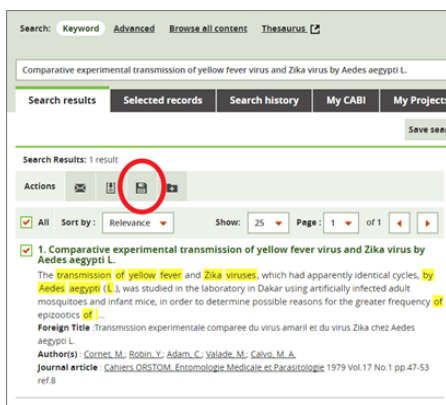 Search: Keyword Advanced Browse all content Thesaurus
Comparative experimental transmission of yellow fever virus and Zika virus by Aedes aegypti L.
Search results Selected records Search history My CABI My Projects
Save sea
Search Results: 1 result
Actions
All Sort by: Relevance Show: 25 Page: 1 of 1
1. Comparative experimental transmission of yellow fever virus and Zika virus by
Aedes aegypti L.
The transmission of yellow fever and Zika viruses, which had apparently identical cycles, by
Aedes aegypti (L.), was studied in the laboratory in Dakar using artificially infected adult
mosquitoes and infant mice, in order to determine possible reasons for the greater frequency of
epizootics of ...
Foreign Title :Transmission experimentale comparee du virus amaril et du virus Zika chez Aedes
aegypti L.
Author(s) : Cornet, M.; Robin, Y.; Adam, C.; Valade, M.; Calvo, M. A.
Journal article : Cahiers ORSTOM, Entomologie Medicale et Parasitologie 1979 Vol.17 No.1 pp.47-53
ref.8